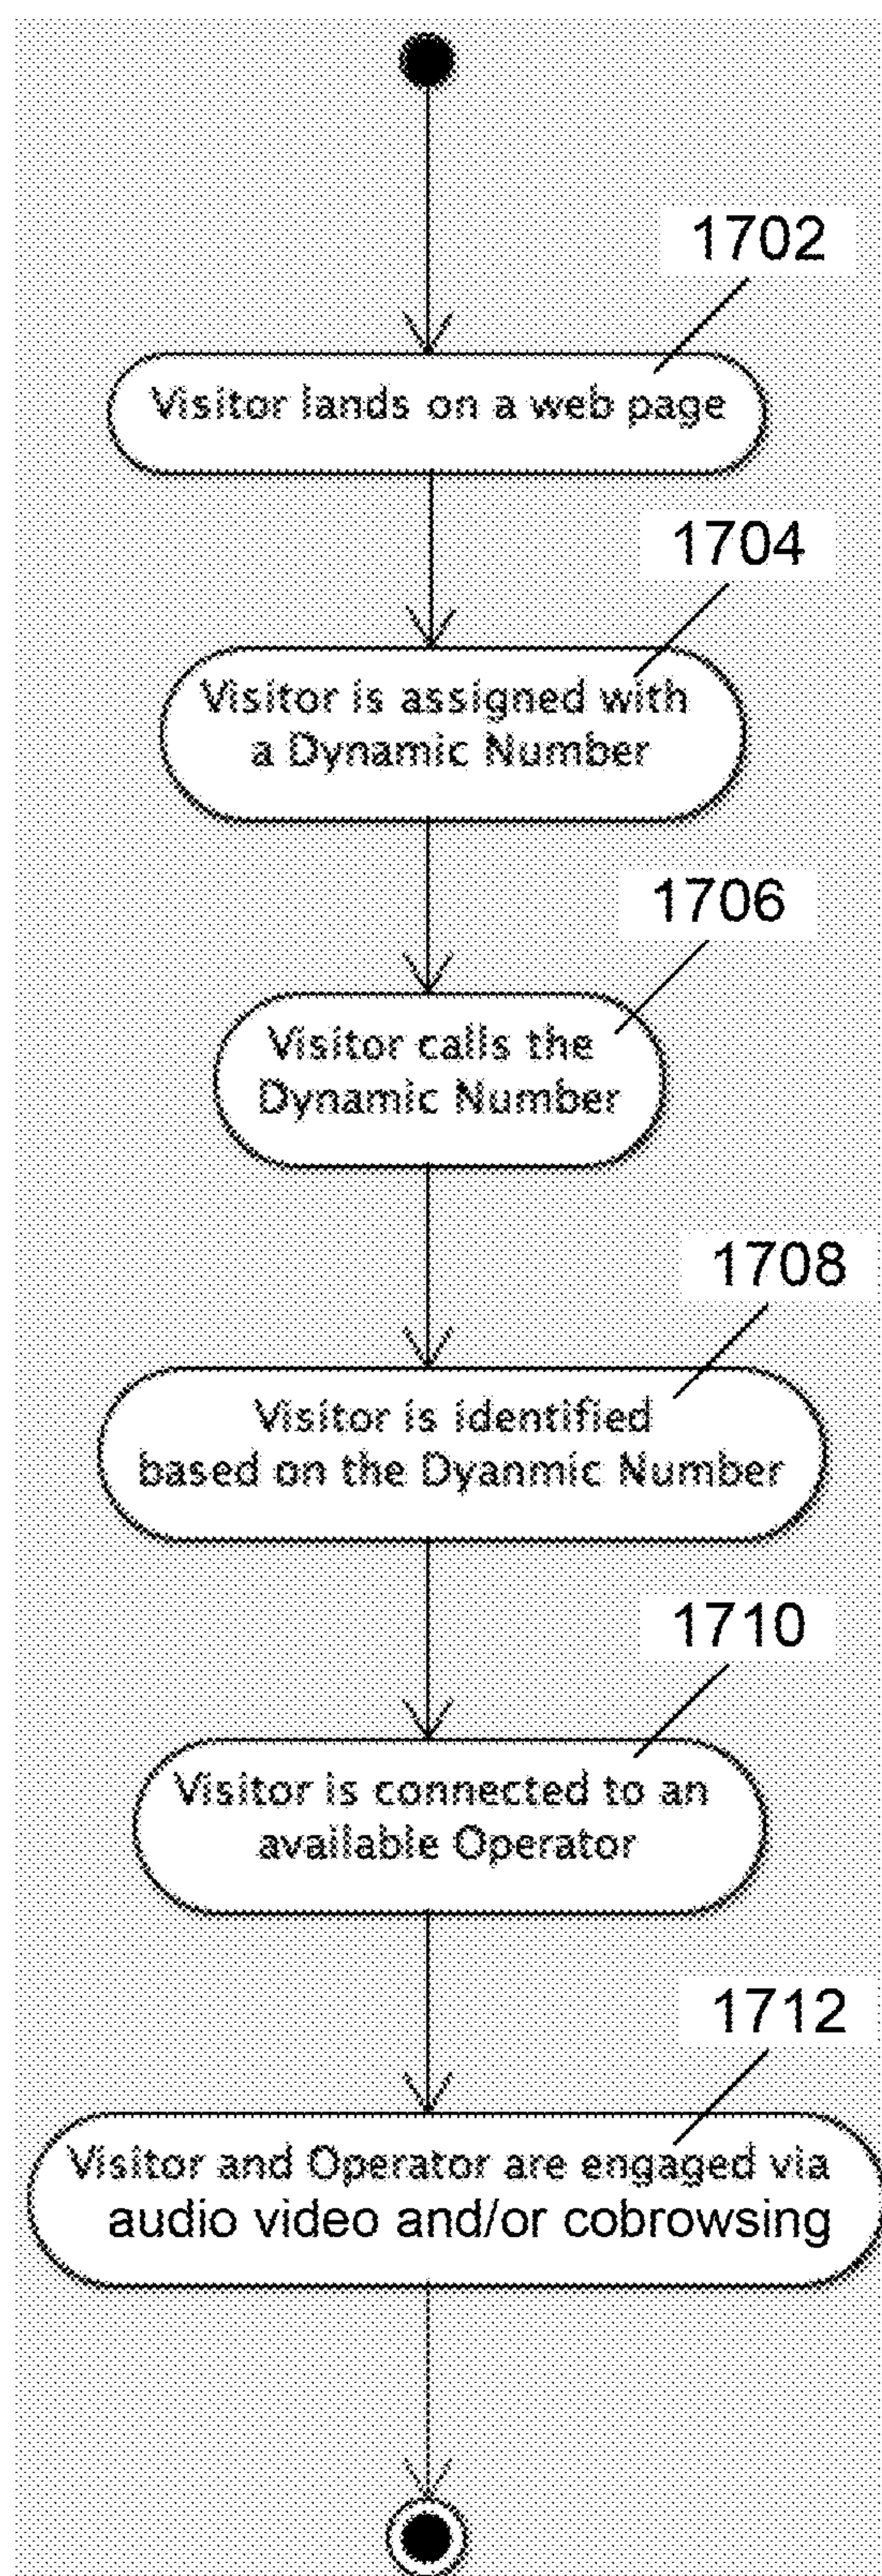 1702
Visitor lands on a web page
1704
Visitor is assigned with
a Dynamic Number
1706
Visitor calls the
Dynamic Number
1708
Visitor is identified
based on the Dyanmic Number
1710
Visitor is connected to an
available Operator
1712
Visitor and Operator are engaged via
audio video and/or cobrowsing